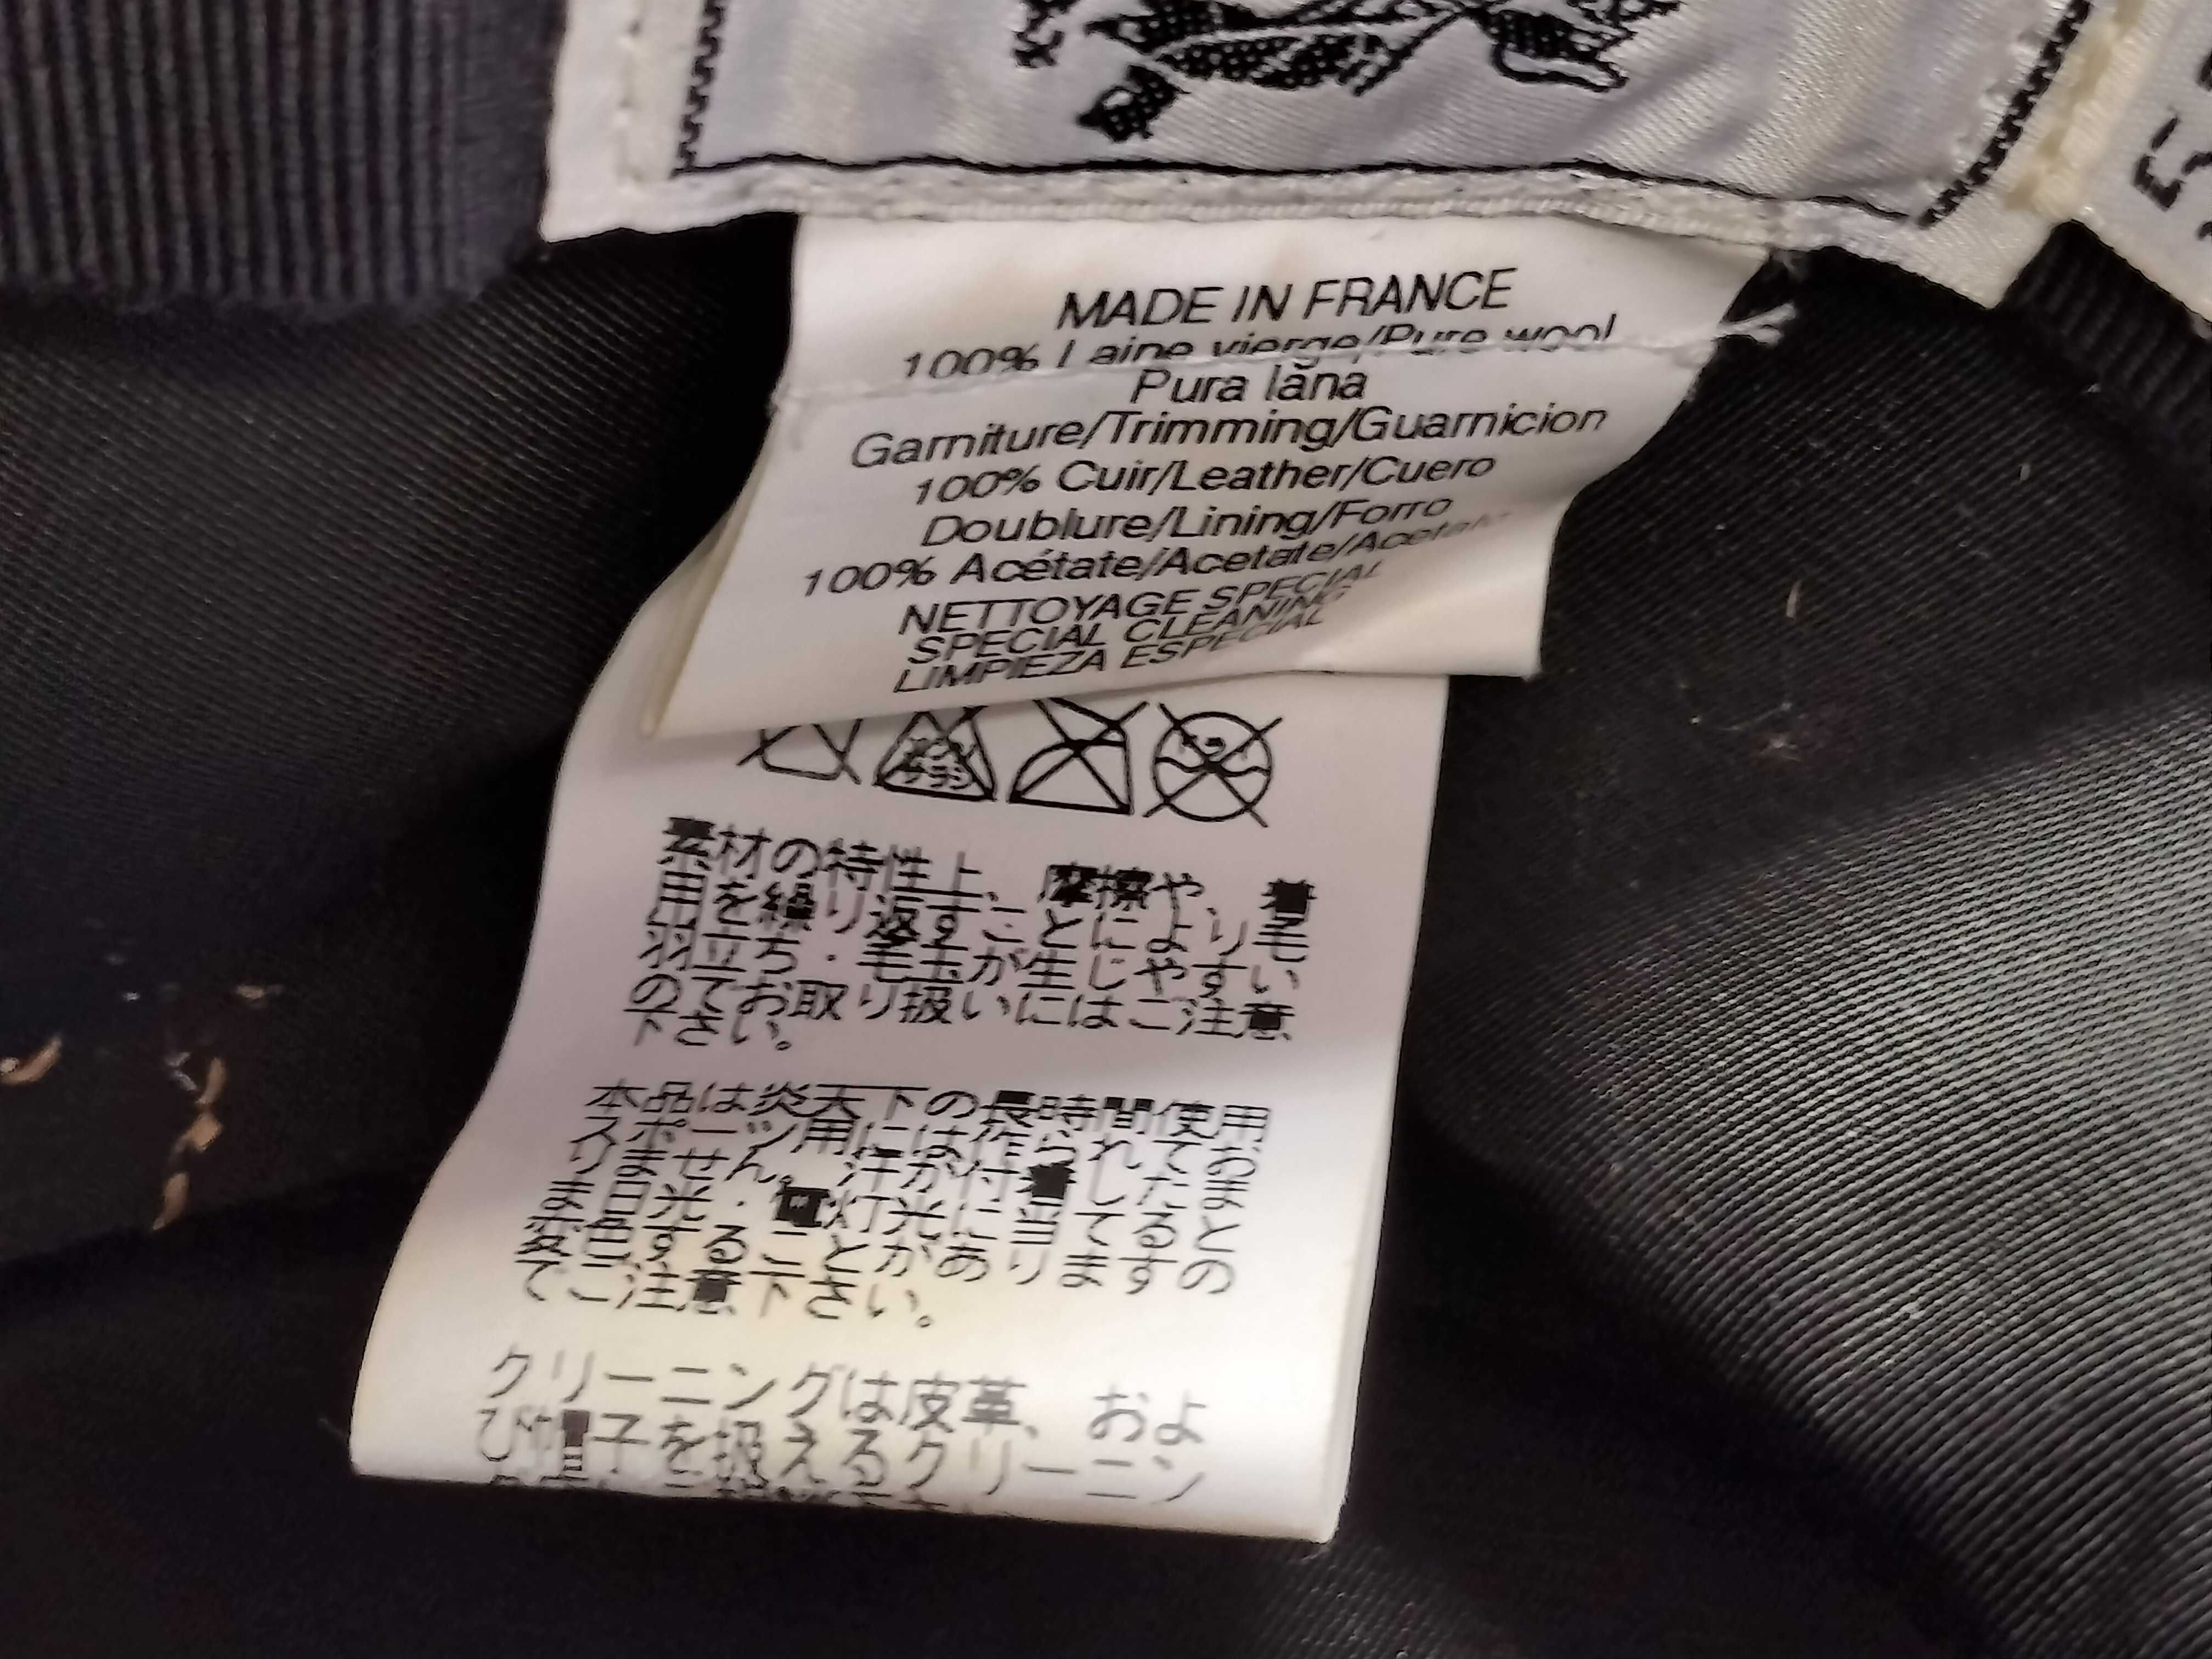 MADE IN FRANCE
100% Laine vierge/Pure wool
Pura lăna
Garniture/Trimming/Guarnicion
100% Cuir/Leather/Cuero
Doublure/Lining/Forro
100% Acétate/Acetate/Acetato
NETTOYAGE SPECIAL
SPECIAL CLEANING
LIMPIEZA ESPECIAL
素材の特性上、摩擦や、着
用を繰り返すことにより毛
羽立ち・毛玉が生じやすい
のでお取り扱いにはご注意
下さい。
本品は炎天下の長時間使用
スポーツ用には作られてお
りません。汗が付着したま
ま日光・電灯光に当てると
変色することがありますの
でご注意下さい。
クリーニングは皮革、およ
び帽子を扱えるクリーニン